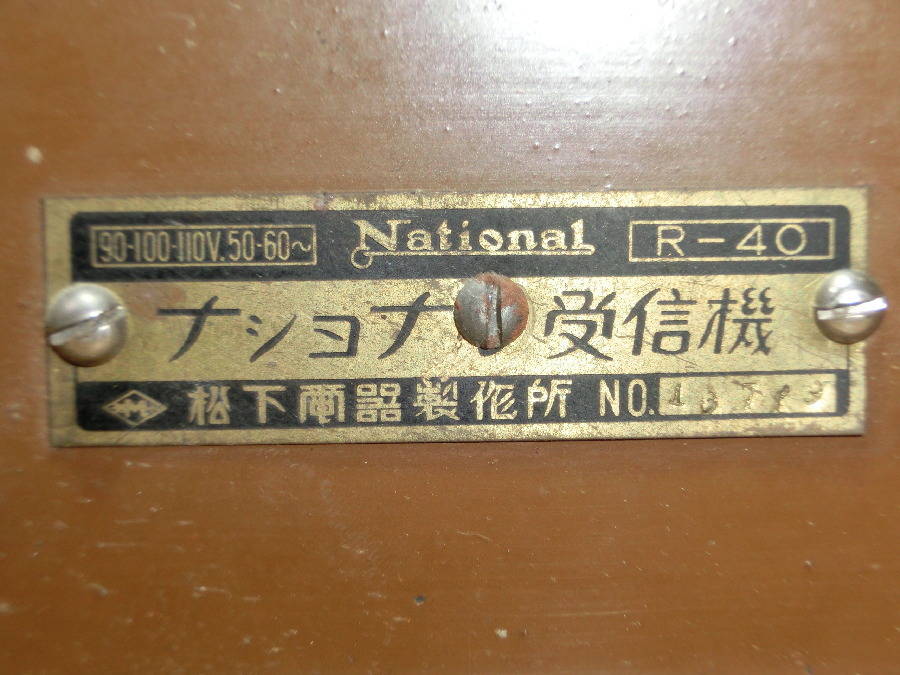 90-100-110V. 50-60~ National R-40
ナショナ 受信機
松下電器製作所 NO.